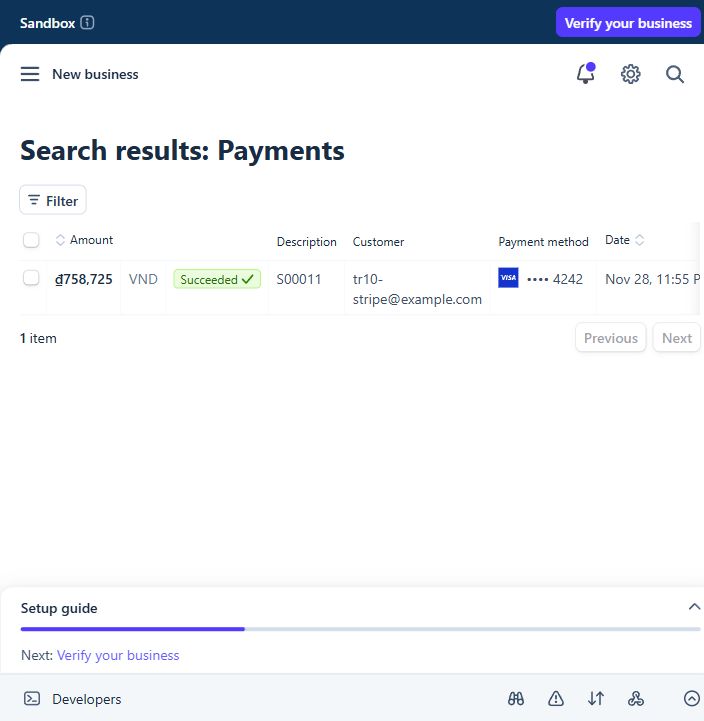 Sandbox
Verify your business
New business
Search results: Payments
Filter
Amount Description Customer Payment method Date
₫758,725 VND Succeeded S00011 tr10- VISA •••• 4242 Nov 28, 11:55 P
stripe@example.com
1 item Previous Next
Setup guide
Next: Verify your business
Developers